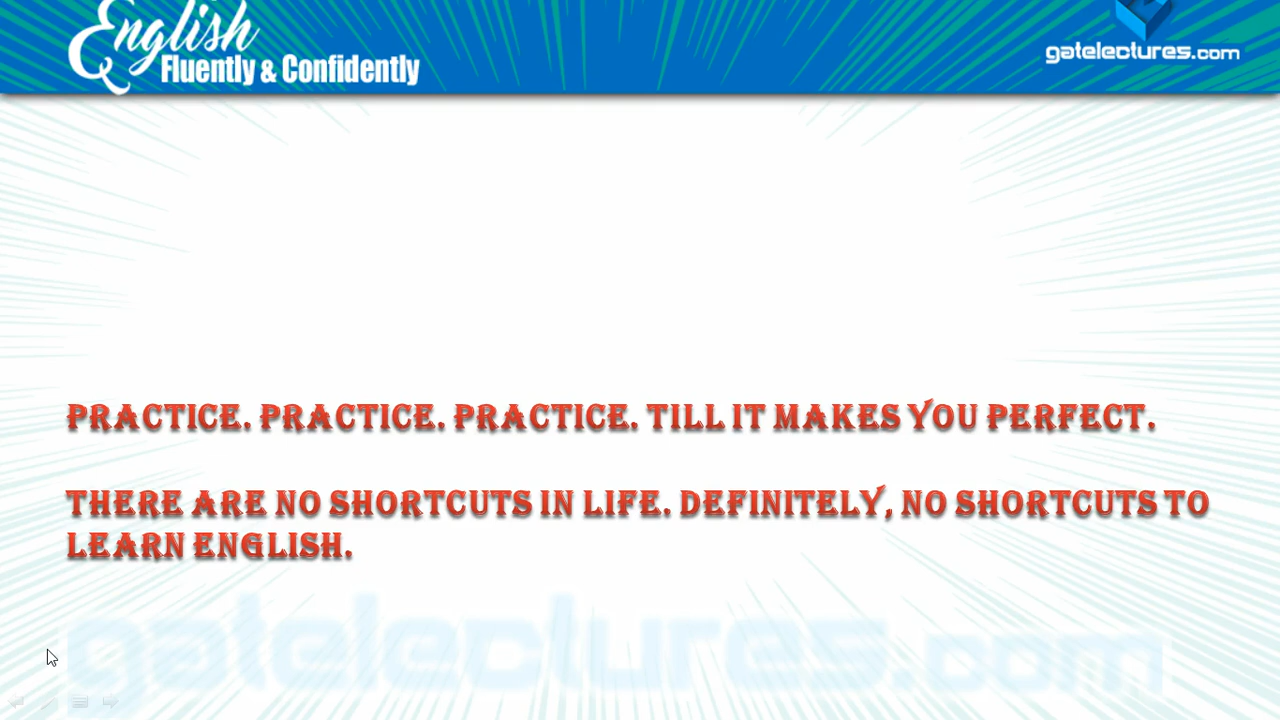 English
Fluently & Confidently
gatelectures.com
PRACTICE. PRACTICE. PRACTICE. TILL IT MAKES YOU PERFECT.
THERE ARE NO SHORTCUTS IN LIFE. DEFINITELY, NO SHORTCUTS TO
LEARN ENGLISH.
gatelectures.com